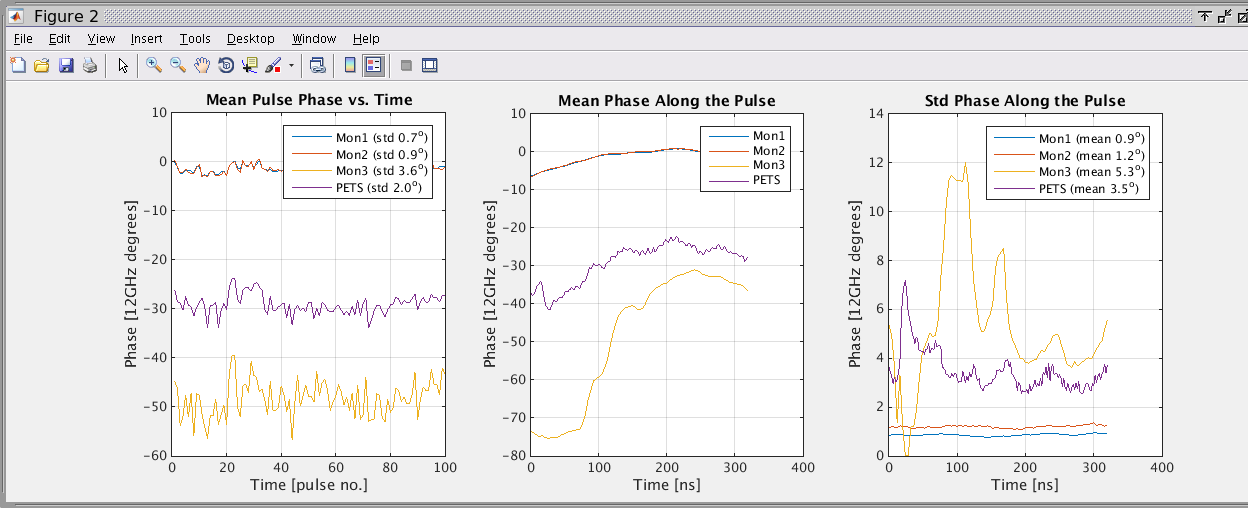 Figure 2
File Edit View Insert Tools Desktop Window Help
Mean Pulse Phase vs. Time
Phase [12GHz degrees]
10
0
-10
-20
-30
-40
-50
-60
0 20 40 60 80 100
Time [pulse no.]
Mon1 (std 0.7°)
Mon2 (std 0.9°)
Mon3 (std 3.6°)
PETS (std 2.0°)
Mean Phase Along the Pulse
Phase [12GHz degrees]
10
0
-10
-20
-30
-40
-50
-60
-70
-80
0 100 200 300 400
Time [ns]
Mon1
Mon2
Mon3
PETS
Std Phase Along the Pulse
Phase [12GHz degrees]
14
12
10
8
6
4
2
0
0 100 200 300 400
Time [ns]
Mon1 (mean 0.9°)
Mon2 (mean 1.2°)
Mon3 (mean 5.3°)
PETS (mean 3.5°)